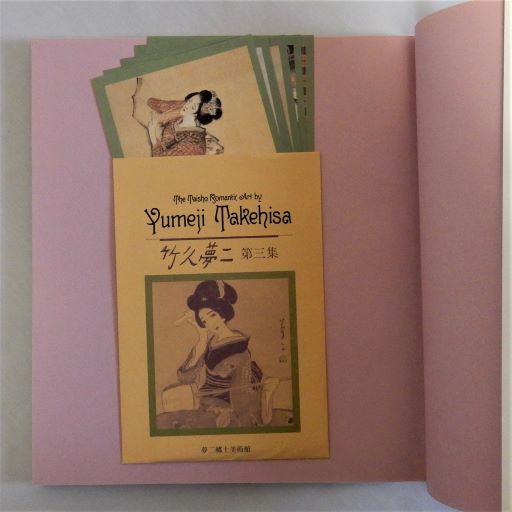 The Taisho Romantic Art by
Yumeji Takehisa
竹久夢二 第三集
夢二郷土美術館